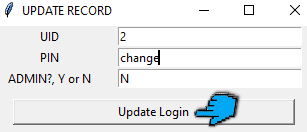 UPDATE RECORD
UID 2
PIN change
ADMIN?, Y or N N
Update Login